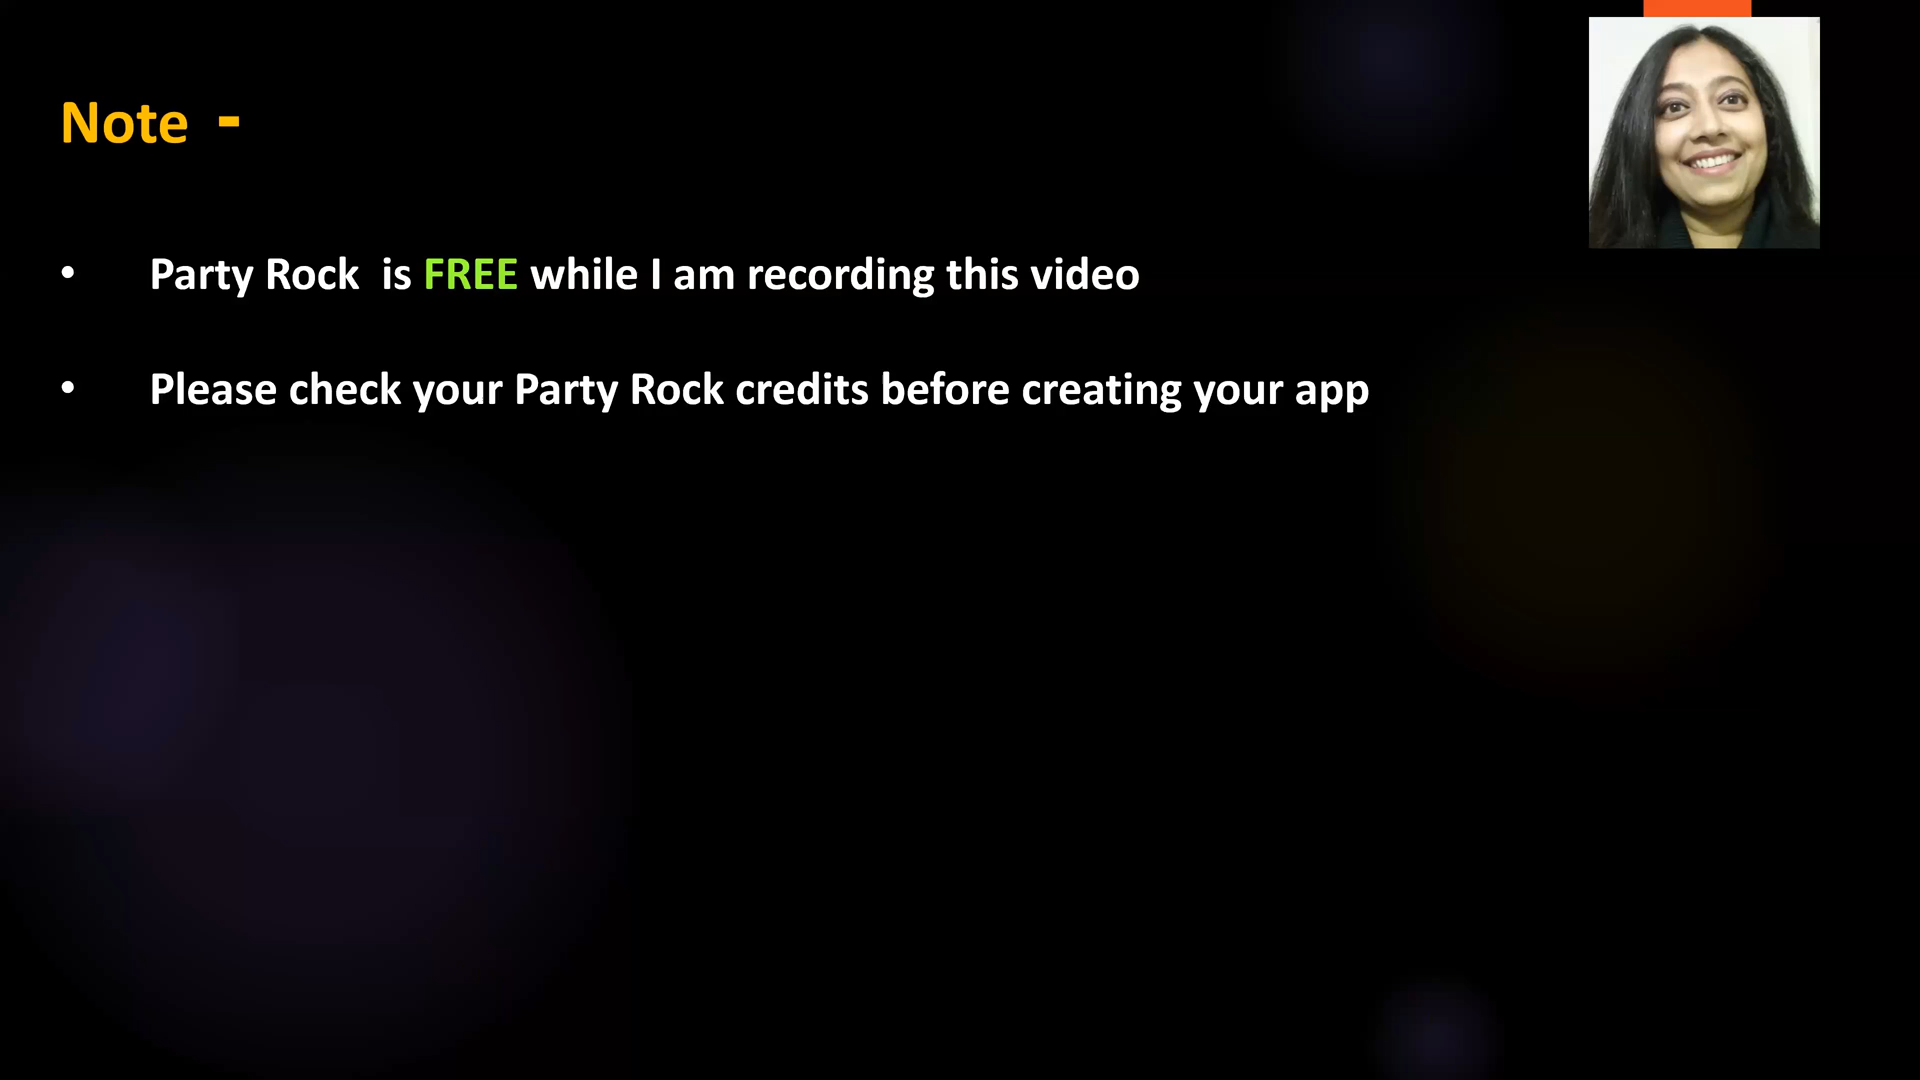 Note -
• Party Rock is FREE while I am recording this video
• Please check your Party Rock credits before creating your app